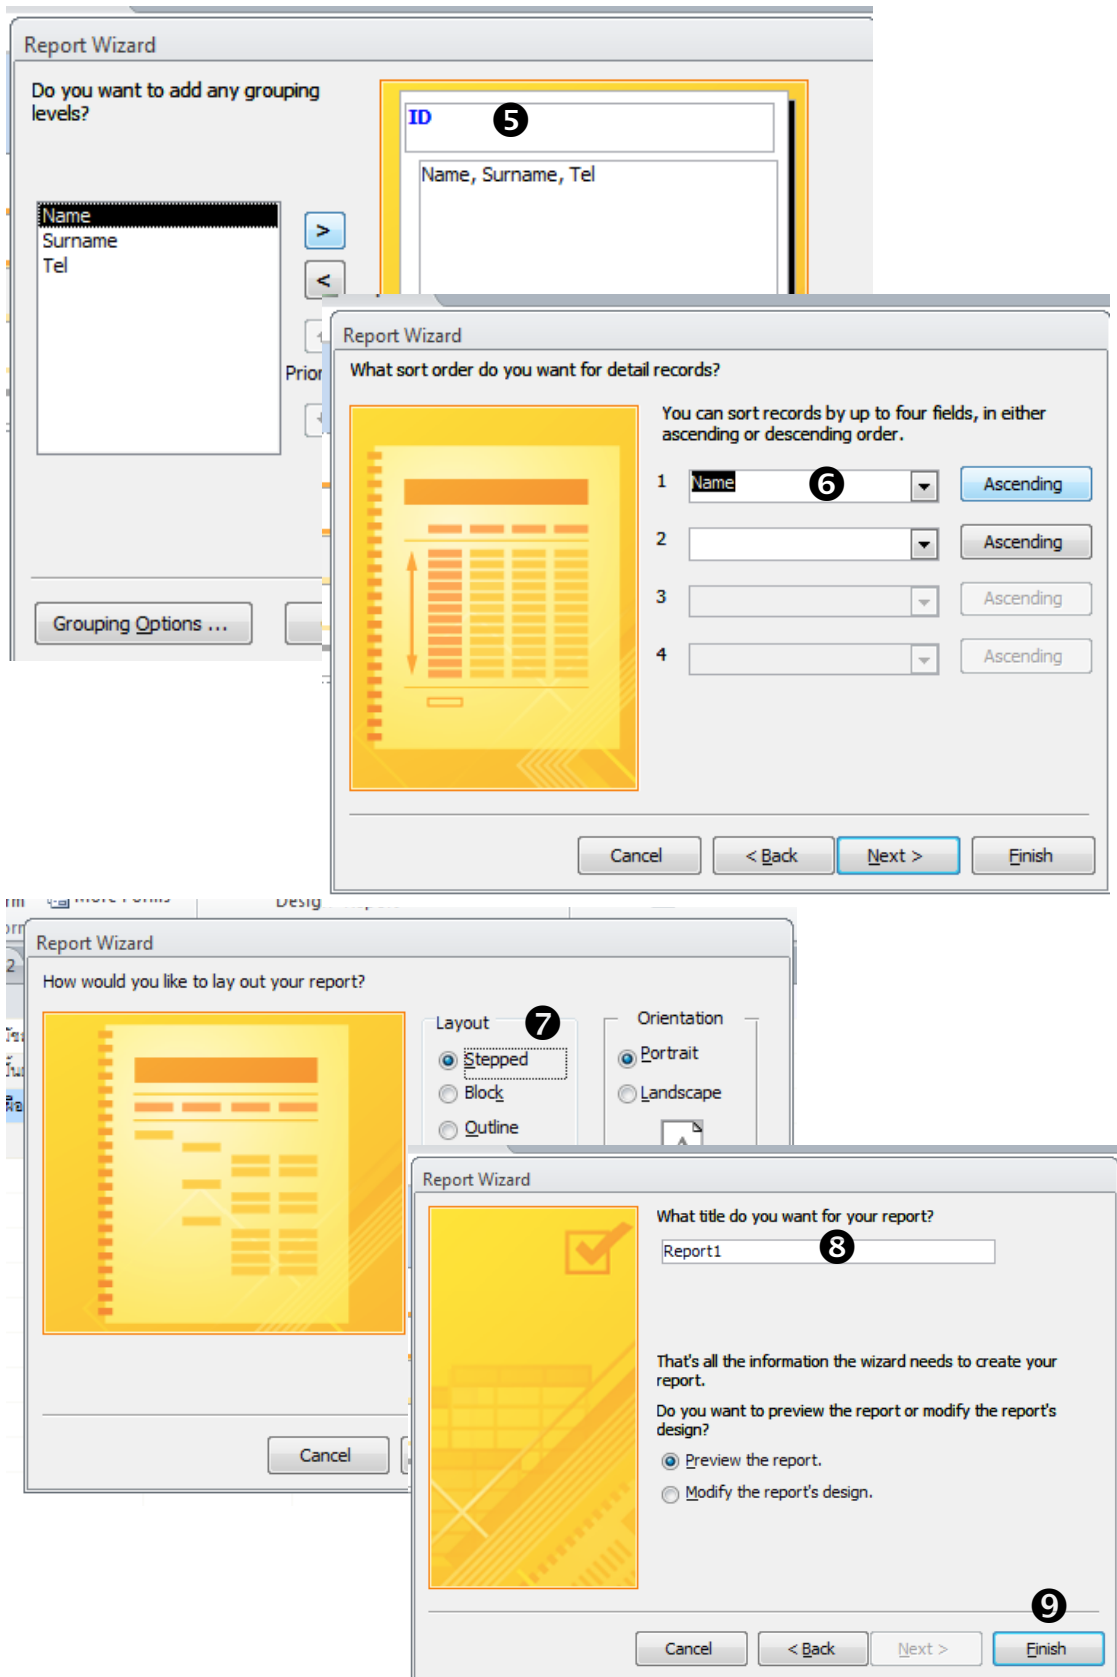 Report Wizard
Do you want to add any grouping
levels?
ID
❺
Name, Surname, Tel
Name
Surname
Tel
>
<
Prior
Grouping Options ...
Report Wizard
What sort order do you want for detail records?
You can sort records by up to four fields, in either
ascending or descending order.
1 Name ❻ Ascending
2 Ascending
3 Ascending
4 Ascending
Cancel < Back Next > Finish
Report Wizard
How would you like to lay out your report?
Layout ❼ Orientation
Stepped Portrait
Block Landscape
Outline
A
Cancel
Report Wizard
What title do you want for your report?
Report1 ❽
That's all the information the wizard needs to create your
report.
Do you want to preview the report or modify the report's
design?
Preview the report.
Modify the report's design.
❾
Cancel < Back Next > Finish